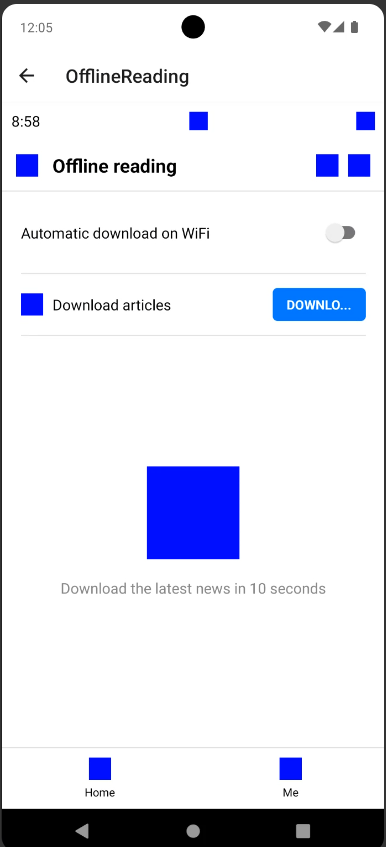 12:05
OfflineReading
8:58
Offline reading
Automatic download on WiFi
Download articles
DOWNLO...
Download the latest news in 10 seconds
Home
Me